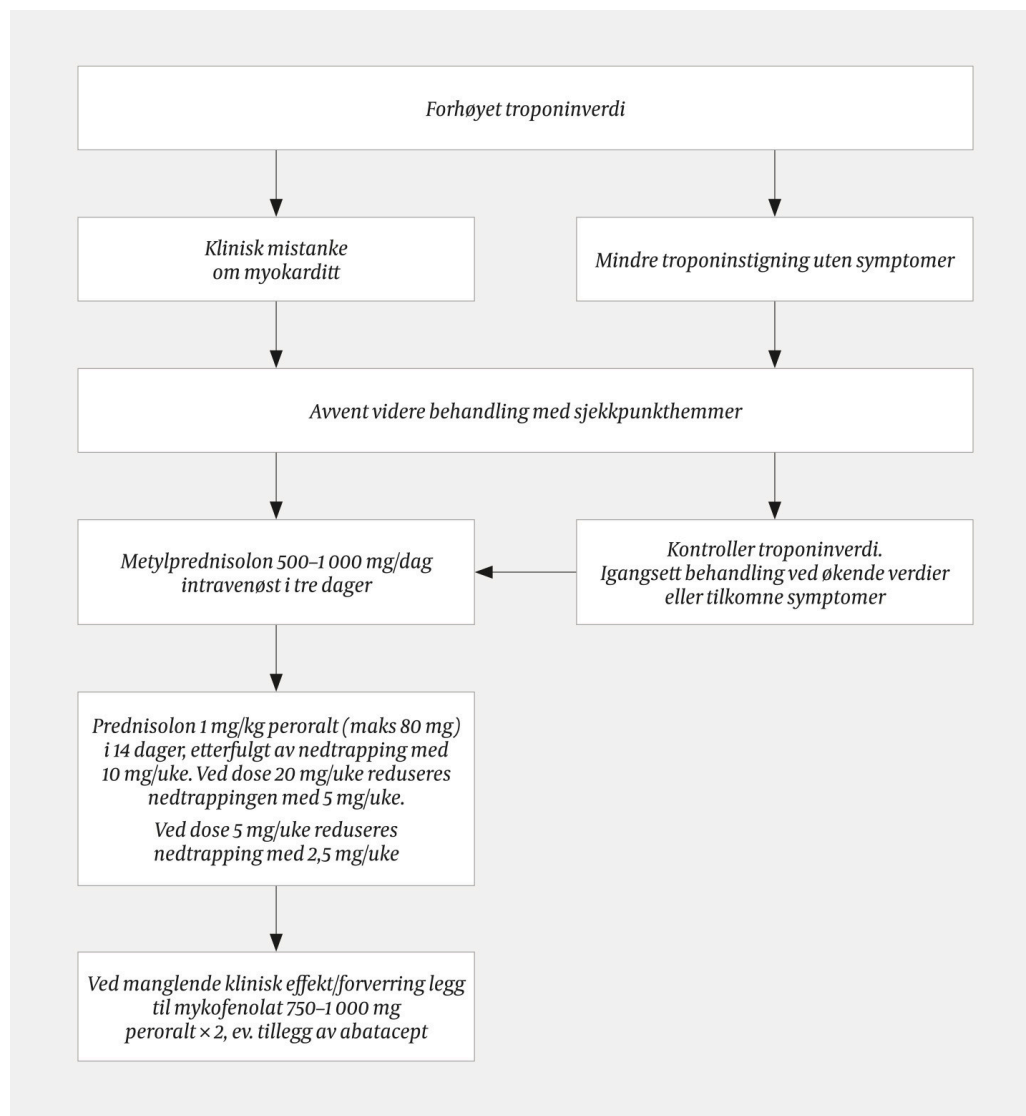 Forhøyet troponinverdi
Klinisk mistanke
om myokarditt
Mindre troponinstigning uten symptomer
Avvent videre behandling med sjekkpunkthemmer
Metylprednisolon 500–1 000 mg/dag
intravenøst i tre dager
Kontroller troponinverdi.
Igangsett behandling ved økende verdier
eller tilkomne symptomer
Prednisolon 1 mg/kg peroralt (maks 80 mg)
i 14 dager, etterfulgt av nedtrapping med
10 mg/uke. Ved dose 20 mg/uke reduseres
nedtrappingen med 5 mg/uke.
Ved dose 5 mg/uke reduseres
nedtrapping med 2,5 mg/uke
Ved manglende klinisk effekt/forverring legg
til mykofenolat 750–1 000 mg
peroralt × 2, ev. tillegg av abatacept